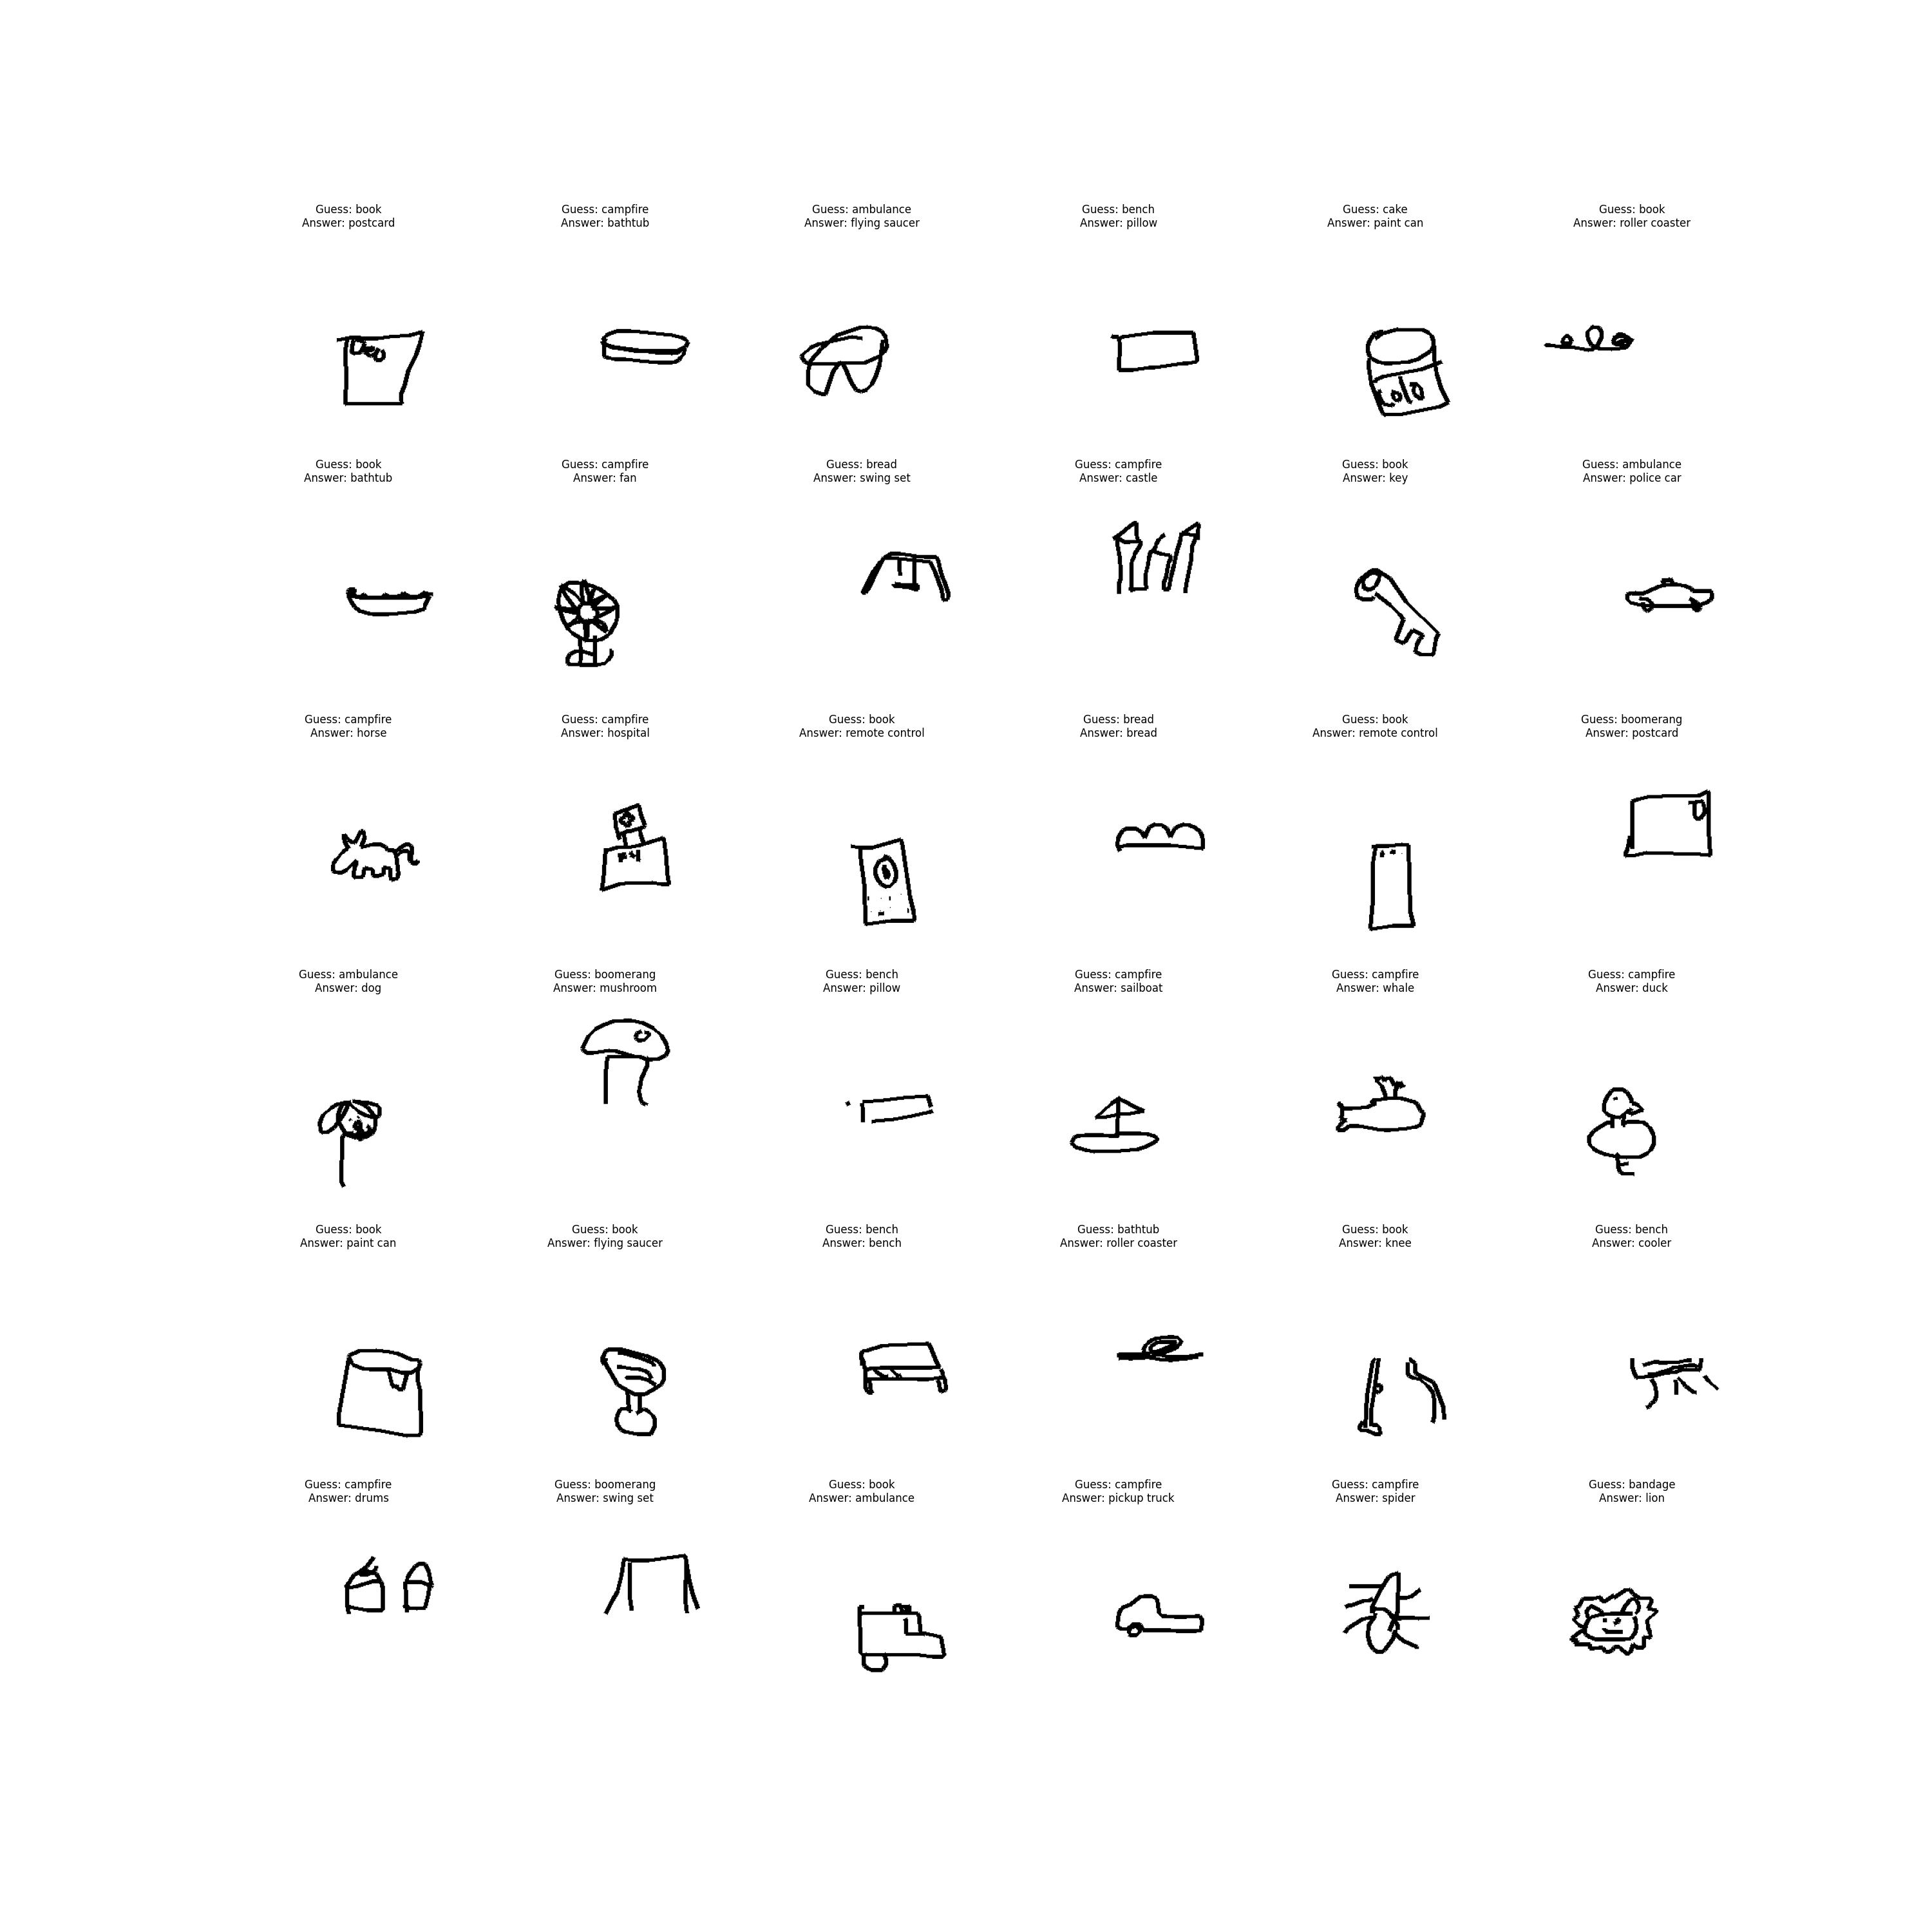 Guess: book
Answer: postcard
Guess: campfire
Answer: bathtub
Guess: ambulance
Answer: flying saucer
Guess: bench
Answer: pillow
Guess: cake
Answer: paint can
Guess: book
Answer: roller coaster
Guess: book
Answer: bathtub
Guess: campfire
Answer: fan
Guess: bread
Answer: swing set
Guess: campfire
Answer: castle
Guess: book
Answer: key
Guess: ambulance
Answer: police car
Guess: campfire
Answer: horse
Guess: campfire
Answer: hospital
Guess: book
Answer: remote control
Guess: bread
Answer: bread
Guess: book
Answer: remote control
Guess: boomerang
Answer: postcard
Guess: ambulance
Answer: dog
Guess: boomerang
Answer: mushroom
Guess: bench
Answer: pillow
Guess: campfire
Answer: sailboat
Guess: campfire
Answer: whale
Guess: campfire
Answer: duck
Guess: book
Answer: paint can
Guess: book
Answer: flying saucer
Guess: bench
Answer: bench
Guess: bathtub
Answer: roller coaster
Guess: book
Answer: knee
Guess: bench
Answer: cooler
Guess: campfire
Answer: drums
Guess: boomerang
Answer: swing set
Guess: book
Answer: ambulance
Guess: campfire
Answer: pickup truck
Guess: campfire
Answer: spider
Guess: bandage
Answer: lion